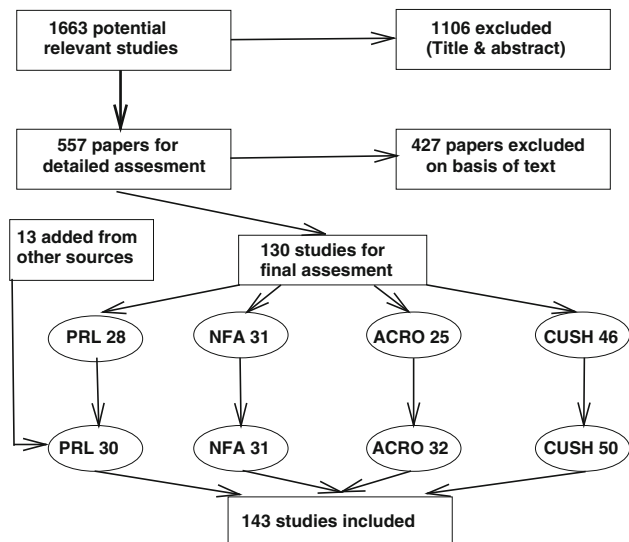 1663 potential
relevant studies
1106 excluded
(Title & abstract)
557 papers for
detailed assesment
427 papers excluded
on basis of text
13 added from
other sources
130 studies for
final assesment
PRL 28
NFA 31
ACRO 25
CUSH 46
PRL 30
NFA 31
ACRO 32
CUSH 50
143 studies included